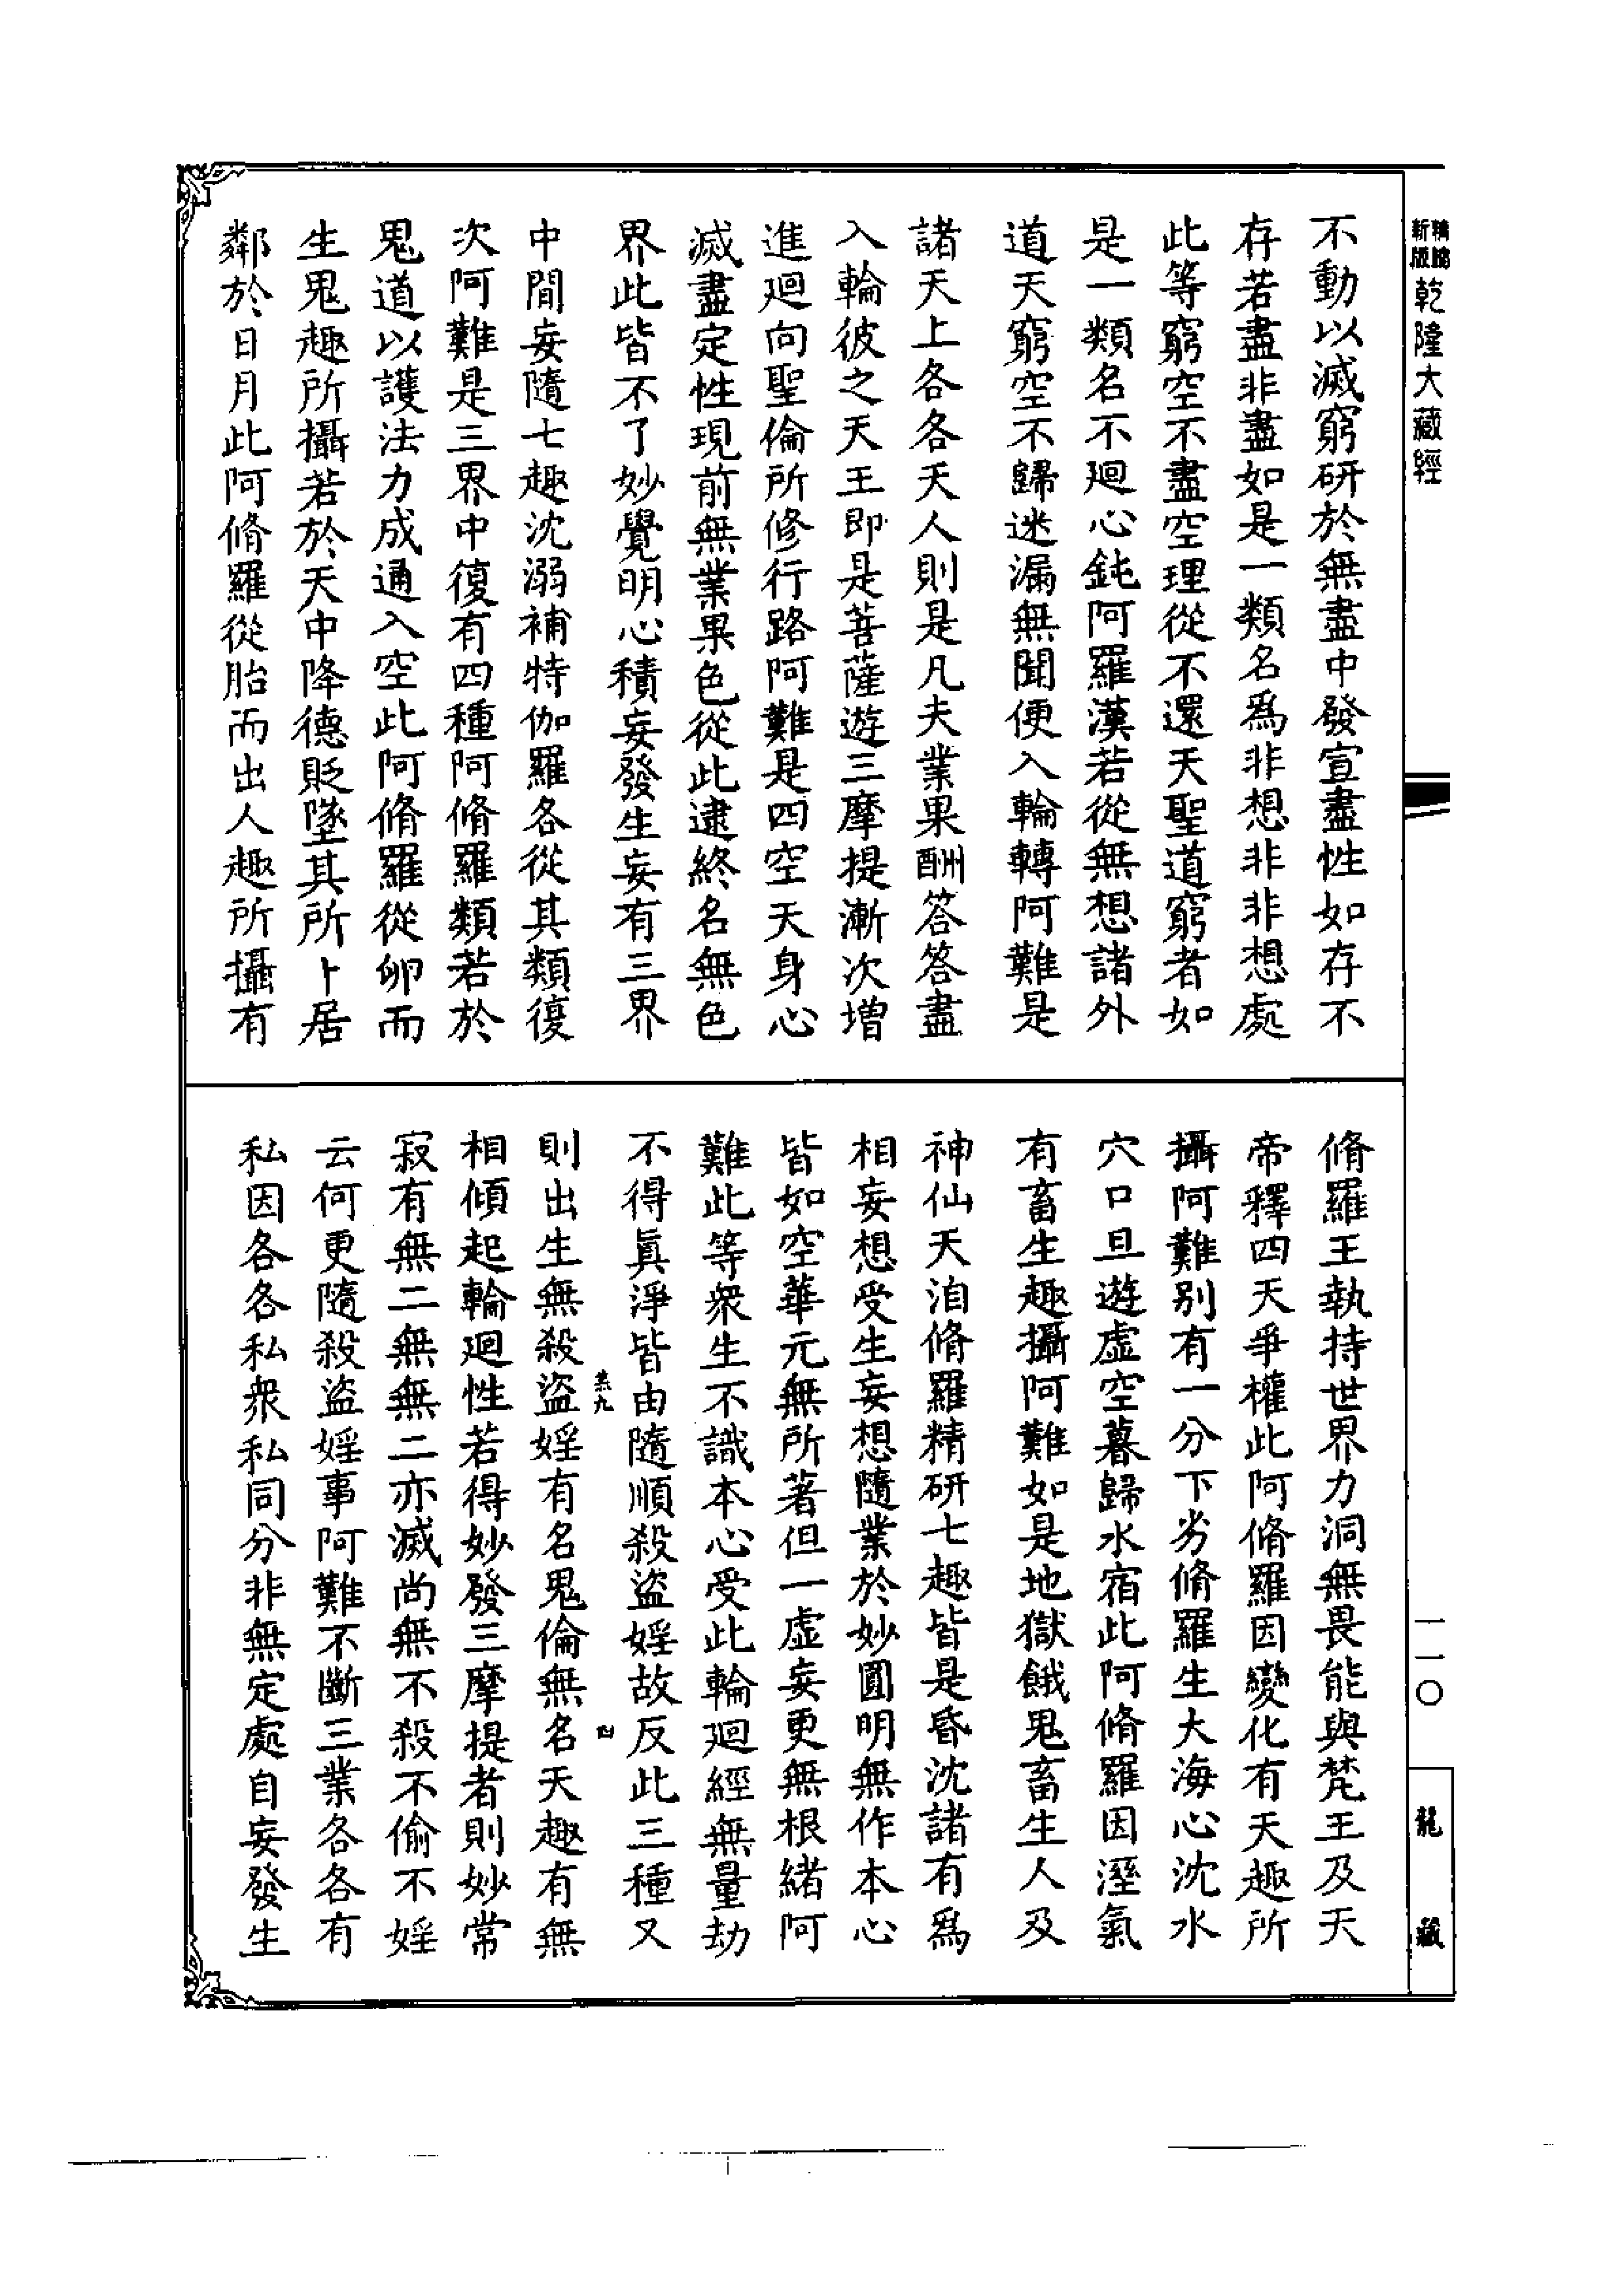 精縮新版乾隆大藏經
不動以滅窮研於無盡中發宣盡性如存不
存若盡非盡如是一類名爲非想非非想處
此等窮空不盡空理從不還天聖道窮者如
是一類名不迴心鈍阿羅漢若從無想諸外
道天窮空不歸迷漏無聞便入輪轉阿難是
諸天上各各天人則是凡夫業果酬答答盡
入輪彼之天王即是菩薩遊三摩提漸次增
進迴向聖倫所修行路阿難是四空天身心
滅盡定性現前無業果色從此逮終名無色
界此皆不了妙覺明心積妄發生妄有三界
中間妄隨七趣沈溺補特伽羅各從其類復
次阿難是三界中復有四種阿脩羅類若於
鬼道以護法力成通入空此阿脩羅從卵而
生鬼趣所攝若於天中降德貶墜其所卜居
鄰於日月此阿脩羅從胎而出人趣所攝有
脩羅王執持世界力洞無畏能與梵王及天
帝釋四天爭權此阿脩羅因變化有天趣所
攝阿難別有一分下劣脩羅生大海心沈水
穴口旦遊虛空暮歸水宿此阿脩羅因溼氣
有畜生趣攝阿難如是地獄餓鬼畜生人及
神仙天洎脩羅精研七趣皆是昏沈諸有爲
相妄想受生妄想隨業於妙圓明無作本心
皆如空華元無所著但一虛妄更無根緒阿
難此等衆生不識本心受此輪迴經無量劫
不得眞淨皆由隨順殺盜婬故反此三種又
則出生無殺盜婬有名鬼倫無名天趣有無
相傾起輪迴性若得妙發三摩提者則妙常
寂有無二無無二亦滅尚無不殺不偷不婬
云何更隨殺盜婬事阿難不斷三業各各有
私因各各私衆私同分非無定處自妄發生
一一〇
龍藏